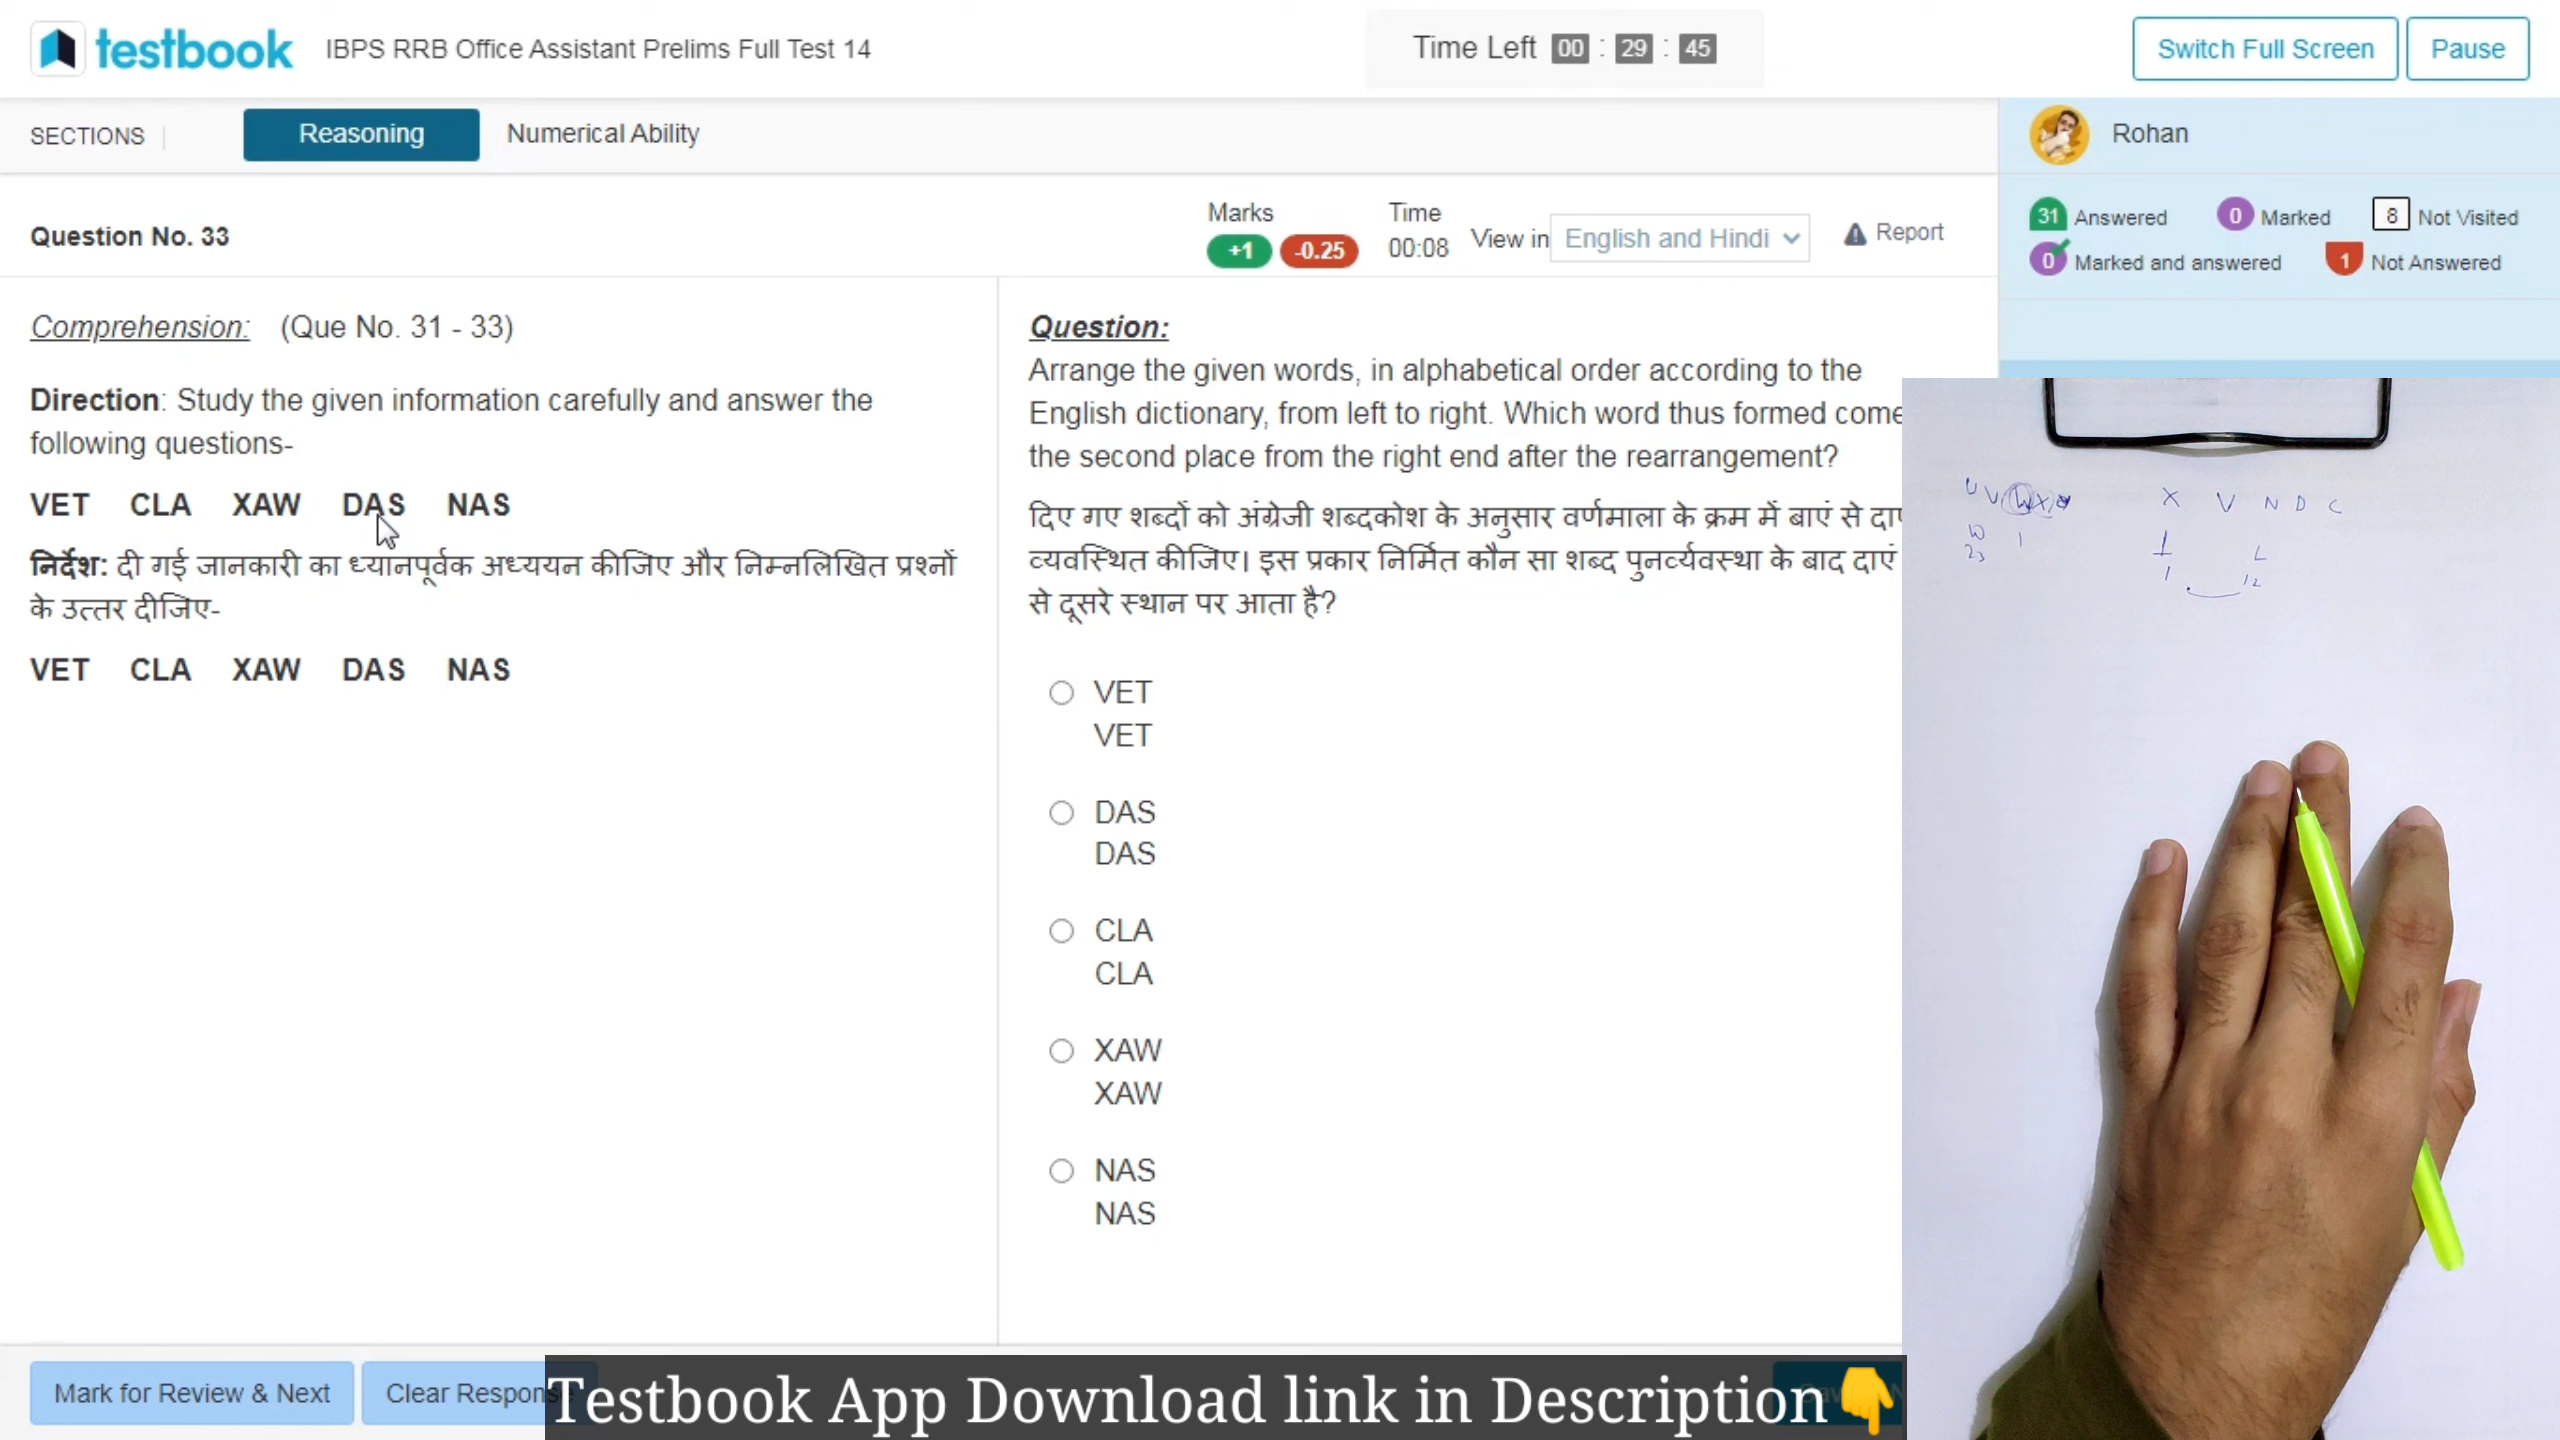 testbook IBPS RRB Office Assistant Prelims Full Test 14 Time Left 00 : 29 : 45 Switch Full Screen Pause
SECTIONS Reasoning Numerical Ability Rohan
Question No. 33 Marks +1 -0.25 Time 00:08 View in English and Hindi Report
31 Answered 0 Marked 8 Not Visited
0 Marked and answered 1 Not Answered
Comprehension: (Que No. 31 - 33)
Direction: Study the given information carefully and answer the
following questions-
VET CLA XAW DAS NAS
निर्देश: दी गई जानकारी का ध्यानपूर्वक अध्ययन कीजिए और निम्नलिखित प्रश्नों
के उत्तर दीजिए-
VET CLA XAW DAS NAS
Question:
Arrange the given words, in alphabetical order according to the
English dictionary, from left to right. Which word thus formed come
the second place from the right end after the rearrangement?
दिए गए शब्दों को अंग्रेजी शब्दकोश के अनुसार वर्णमाला के क्रम में बाएं से
व्यवस्थित कीजिए। इस प्रकार निर्मित कौन सा शब्द पुनर्व्यवस्था के बाद दाएं
से दूसरे स्थान पर आता है?
VET
VET
DAS
DAS
CLA
CLA
XAW
XAW
NAS
NAS
X V N D C
L
1 12
Mark for Review & Next Clear Respons
Testbook App Download link in Description